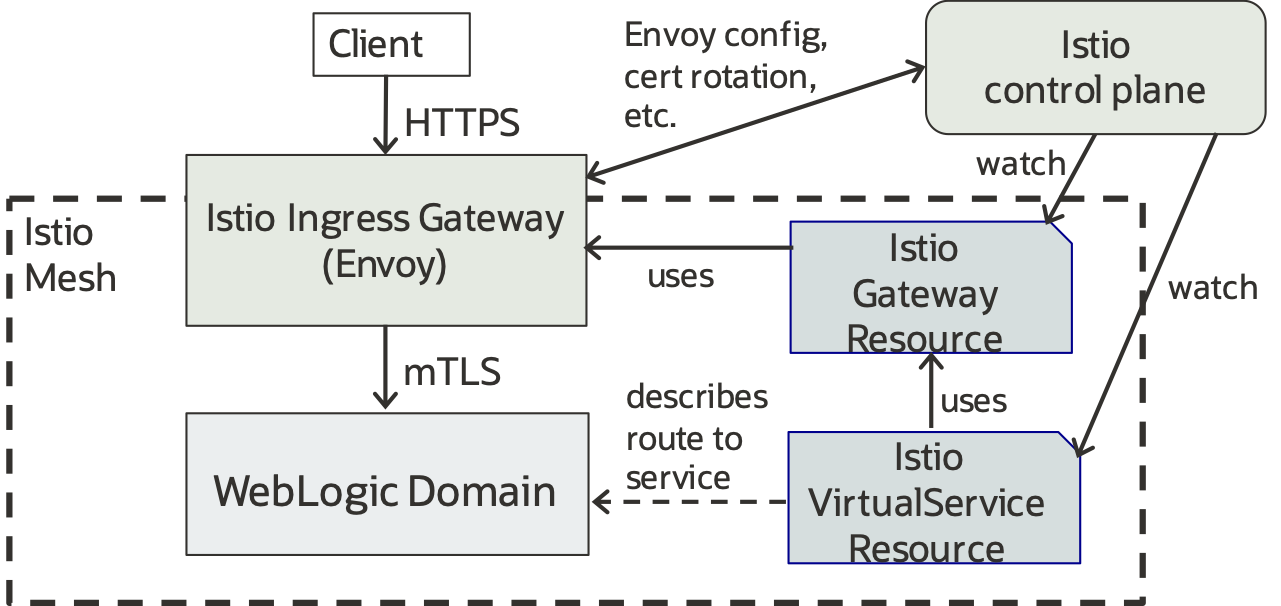 Client
HTTPS
Envoy config,
cert rotation,
etc.
Istio
control plane
watch
watch
Istio
Mesh
Istio Ingress Gateway
(Envoy)
uses
Istio
Gateway
Resource
mTLS
describes
route to
service
uses
WebLogic Domain
Istio
VirtualService
Resource